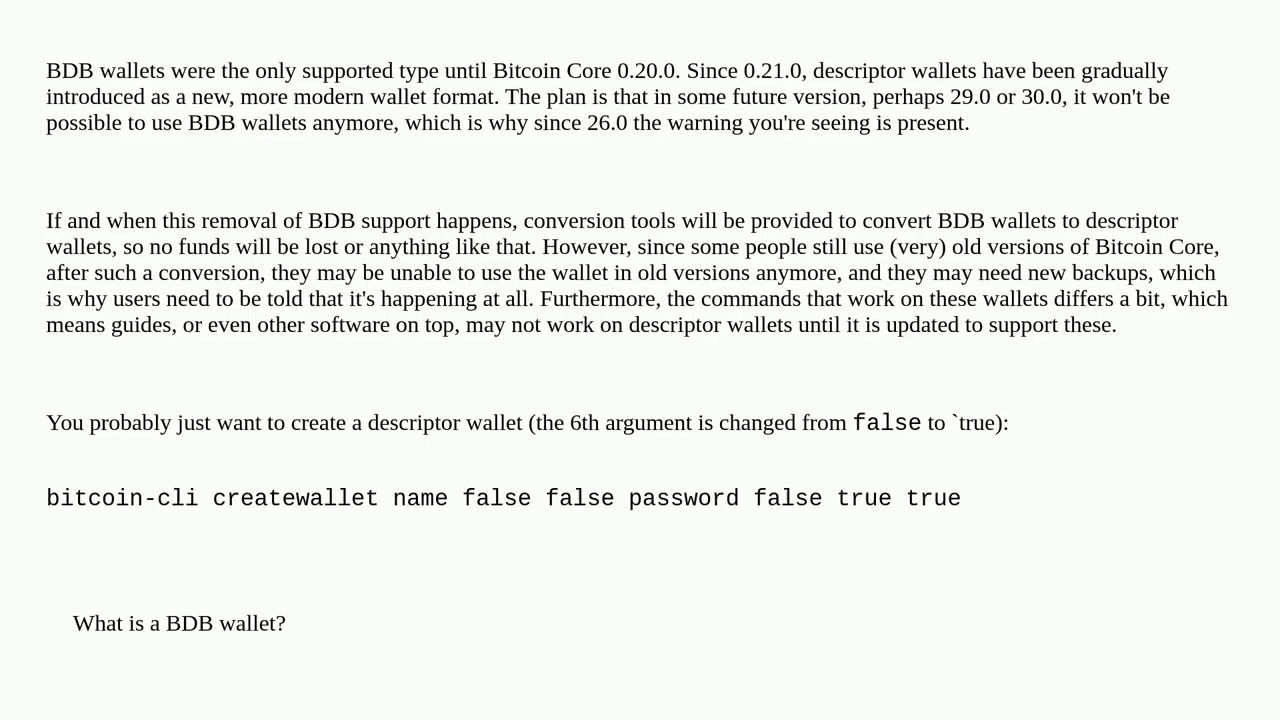 BDB wallets were the only supported type until Bitcoin Core 0.20.0. Since 0.21.0, descriptor wallets have been gradually
introduced as a new, more modern wallet format. The plan is that in some future version, perhaps 29.0 or 30.0, it won't be
possible to use BDB wallets anymore, which is why since 26.0 the warning you're seeing is present.
If and when this removal of BDB support happens, conversion tools will be provided to convert BDB wallets to descriptor
wallets, so no funds will be lost or anything like that. However, since some people still use (very) old versions of Bitcoin Core,
after such a conversion, they may be unable to use the wallet in old versions anymore, and they may need new backups, which
is why users need to be told that it's happening at all. Furthermore, the commands that work on these wallets differs a bit, which
means guides, or even other software on top, may not work on descriptor wallets until it is updated to support these.
You probably just want to create a descriptor wallet (the 6th argument is changed from false to `true):
bitcoin-cli createwallet name false false password false true true
What is a BDB wallet?